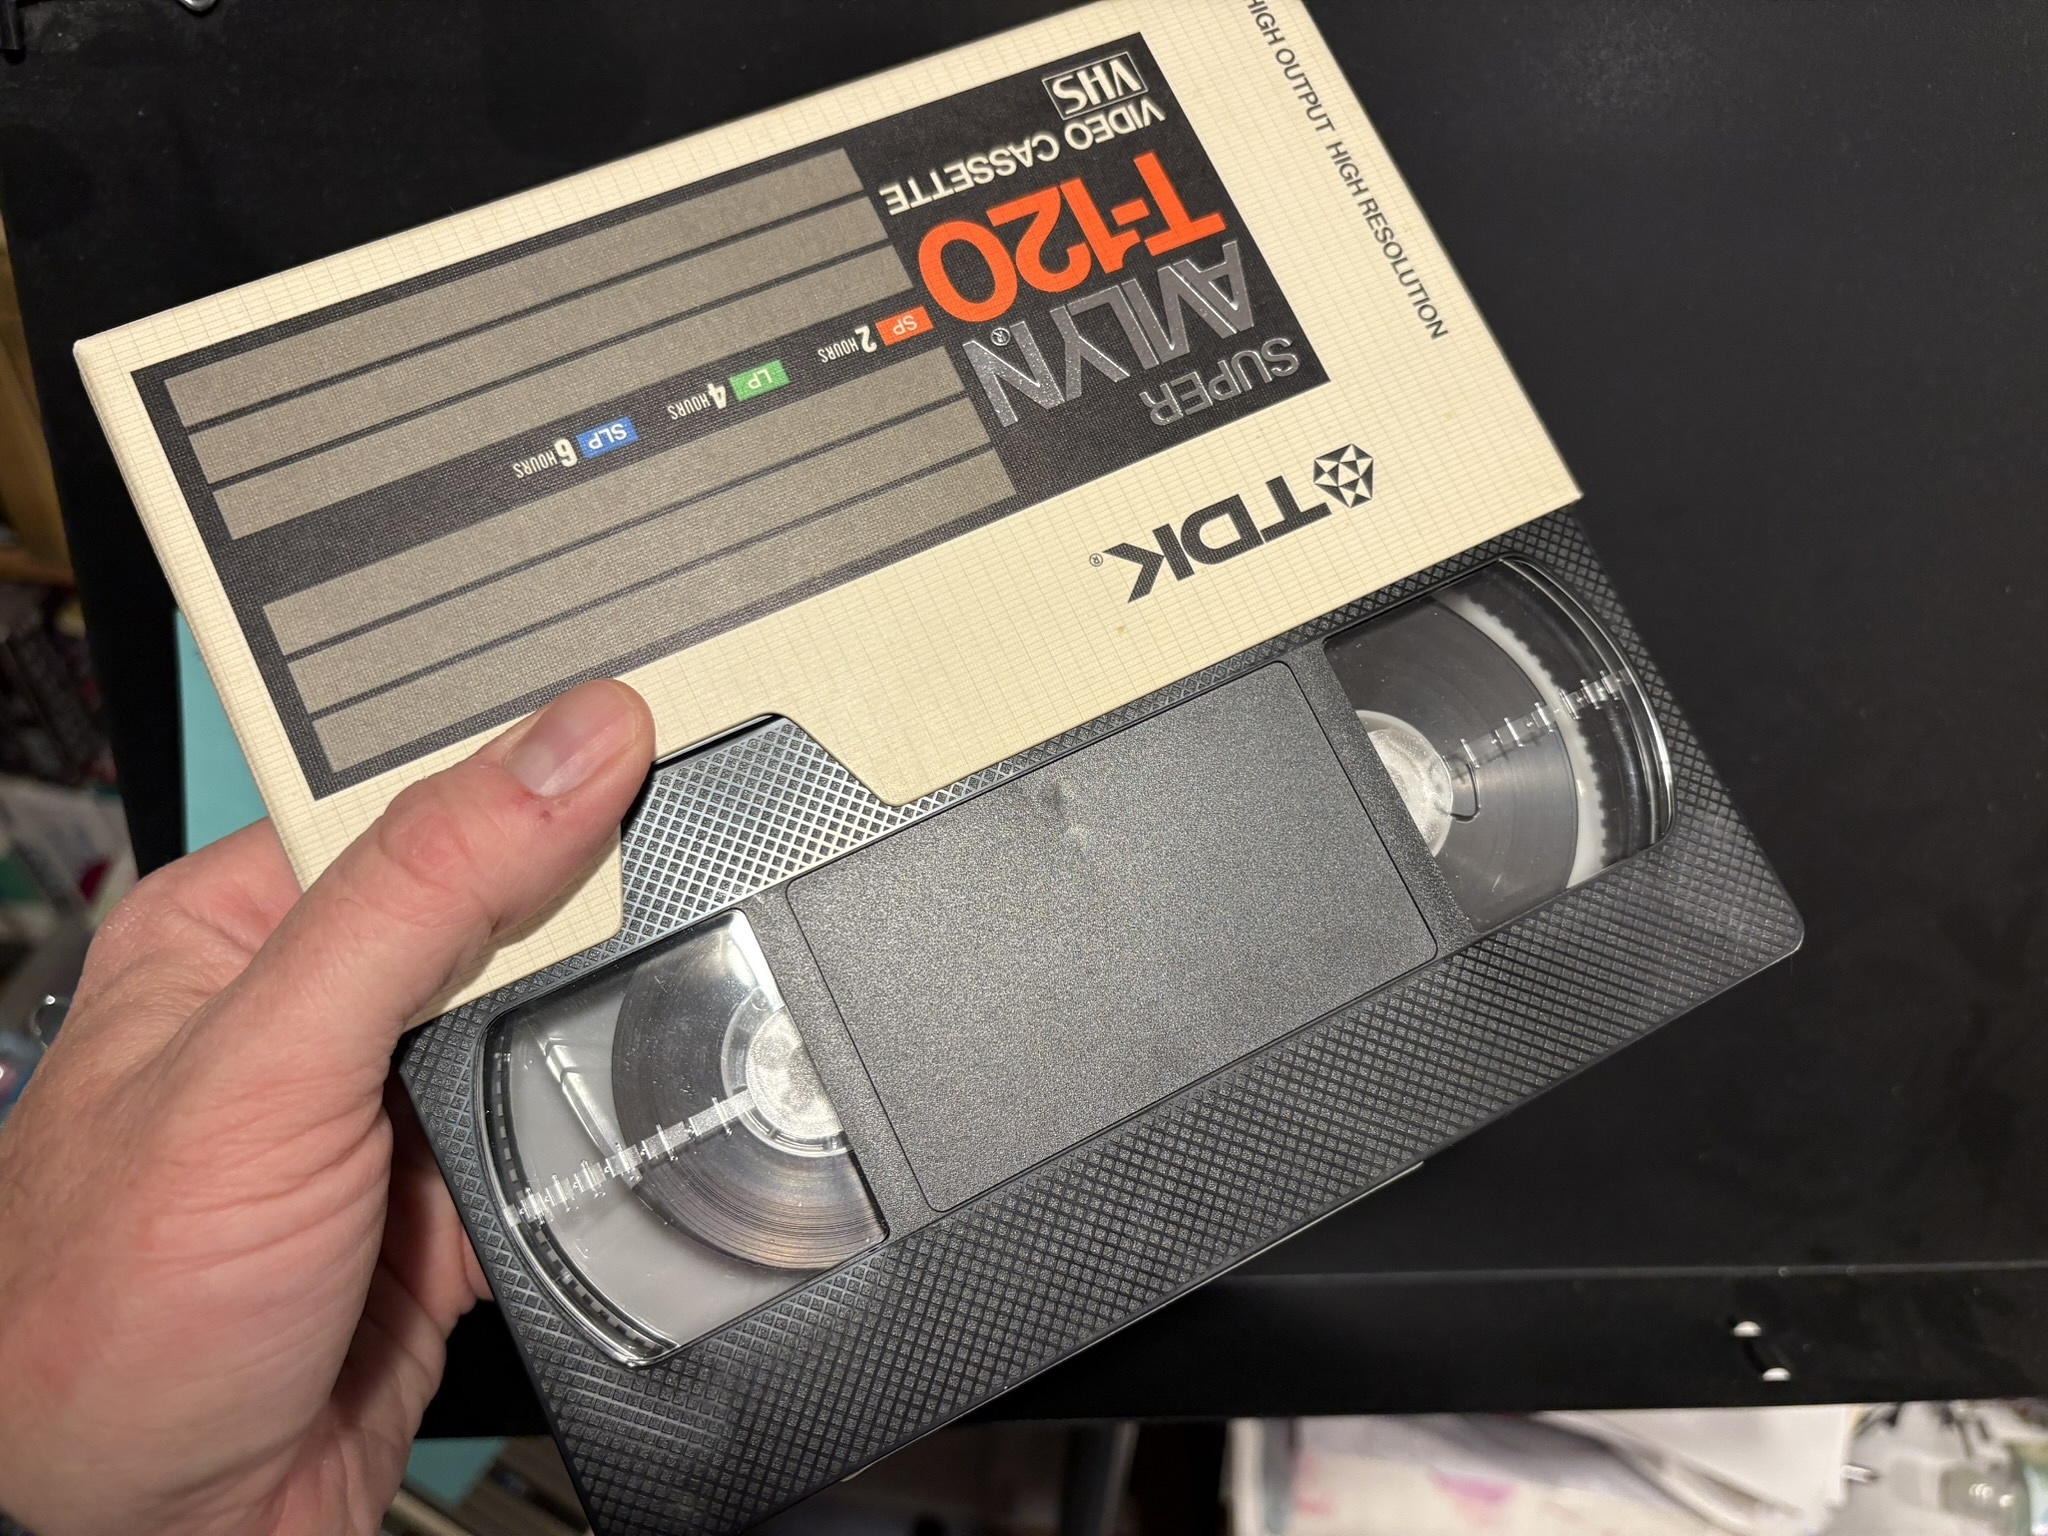 TDK®
SUPER
AVILYN®
T-120
VIDEO CASSETTE
VHS
SP 2 HOURS
LP 4 HOURS
SLP 6 HOURS
HIGH OUTPUT HIGH RESOLUTION